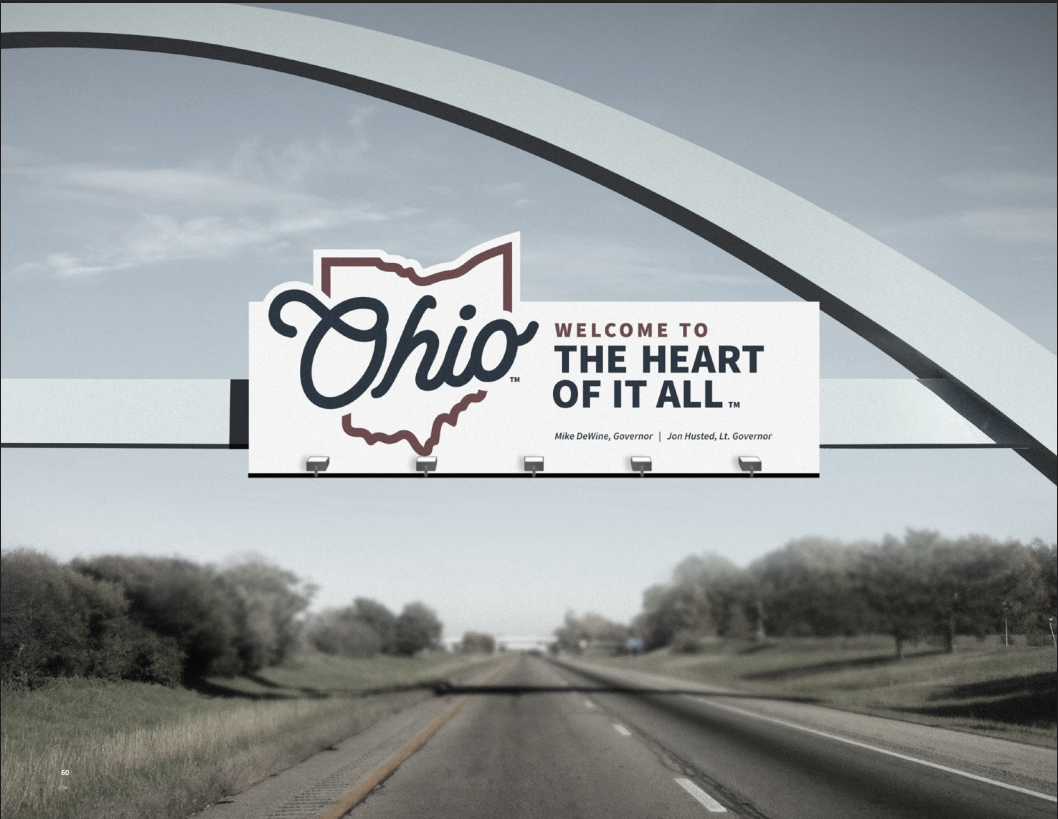 Ohio™
WELCOME TO
THE HEART
OF IT ALL™
Mike DeWine, Governor | Jon Husted, Lt. Governor
60